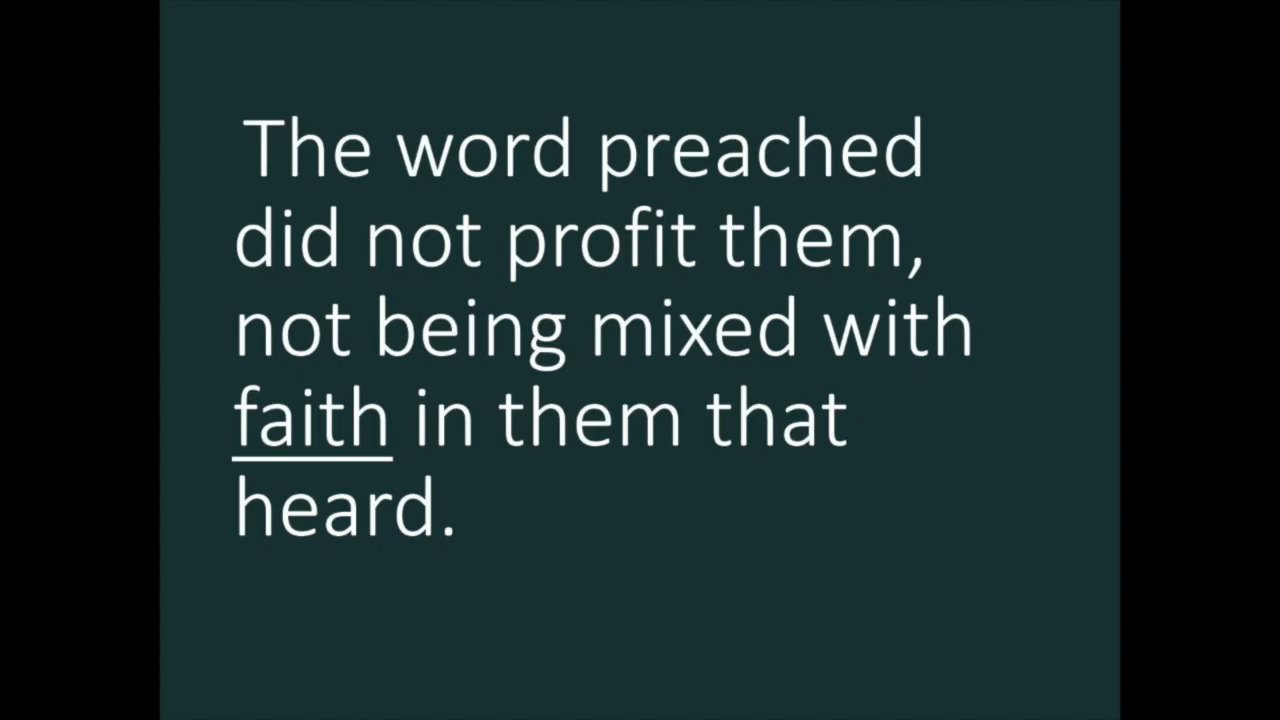 The word preached
did not profit them,
not being mixed with
faith in them that
heard.